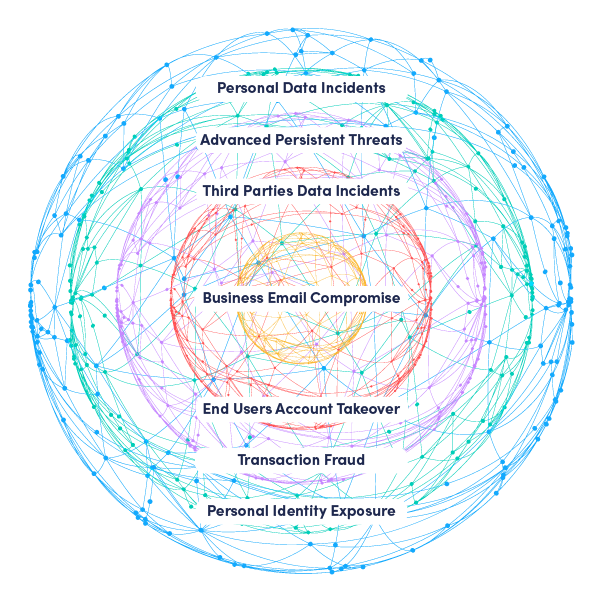 Personal Data Incidents
Advanced Persistent Threats
Third Parties Data Incidents
Business Email Compromise
End Users Account Takeover
Transaction Fraud
Personal Identity Exposure